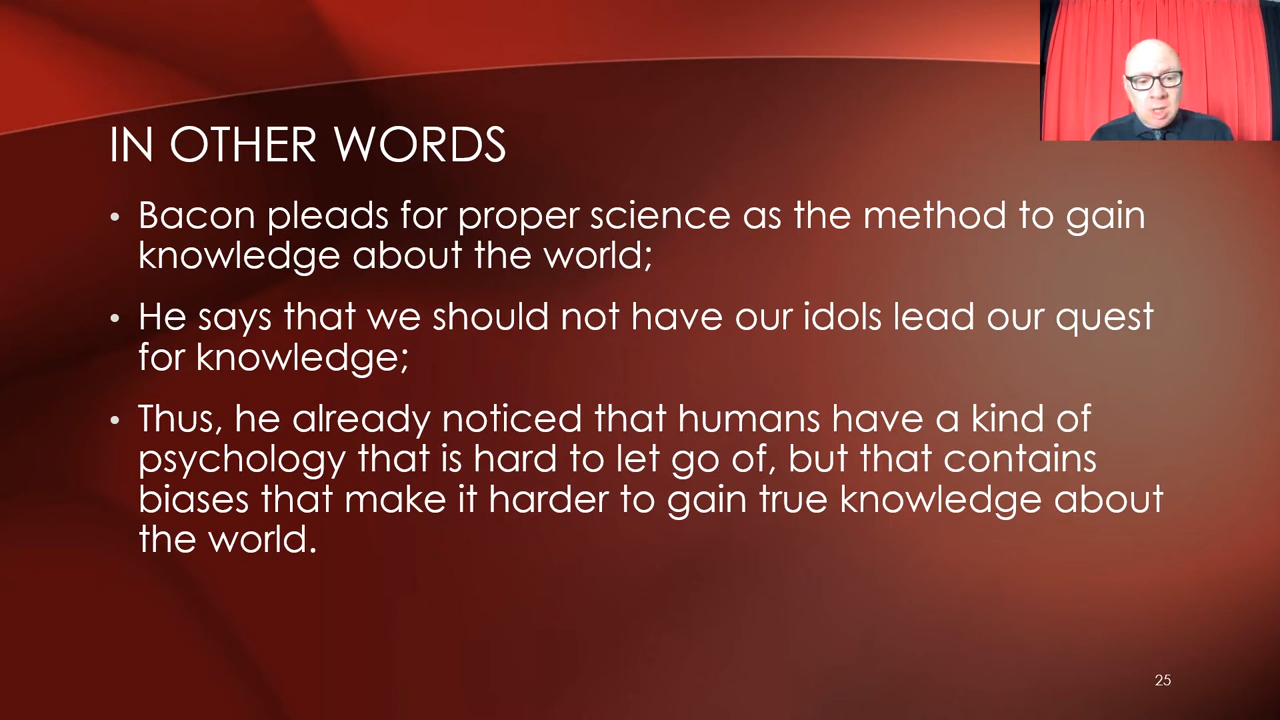 IN OTHER WORDS
• Bacon pleads for proper science as the method to gain
knowledge about the world;
• He says that we should not have our idols lead our quest
for knowledge;
• Thus, he already noticed that humans have a kind of
psychology that is hard to let go of, but that contains
biases that make it harder to gain true knowledge about
the world.
25